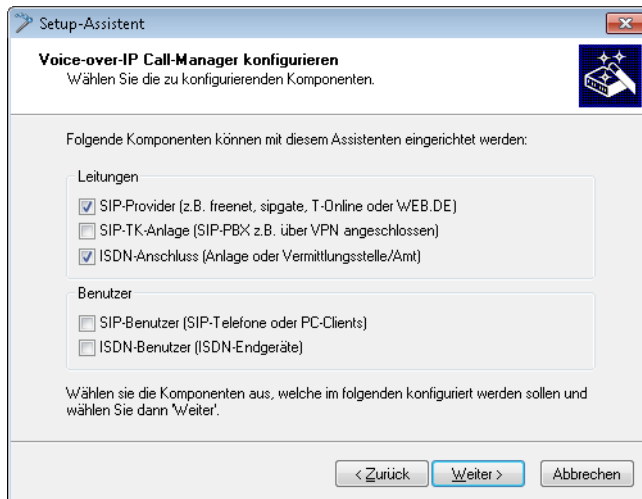 Setup-Assistent
Voice-over-IP Call-Manager konfigurieren
Wählen Sie die zu konfigurierenden Komponenten.
Folgende Komponenten können mit diesem Assistenten eingerichtet werden:
Leitungen
SIP-Provider (z.B. freenet, sipgate, T-Online oder WEB.DE)
SIP-TK-Anlage (SIP-PBX z.B. über VPN angeschlossen)
ISDN-Anschluss (Anlage oder Vermittlungsstelle/Amt)
Benutzer
SIP-Benutzer (SIP-Telefone oder PC-Clients)
ISDN-Benutzer (ISDN-Endgeräte)
Wählen sie die Komponenten aus, welche im folgenden konfiguriert werden sollen und
wählen Sie dann 'Weiter'.
< Zurück Weiter > Abbrechen